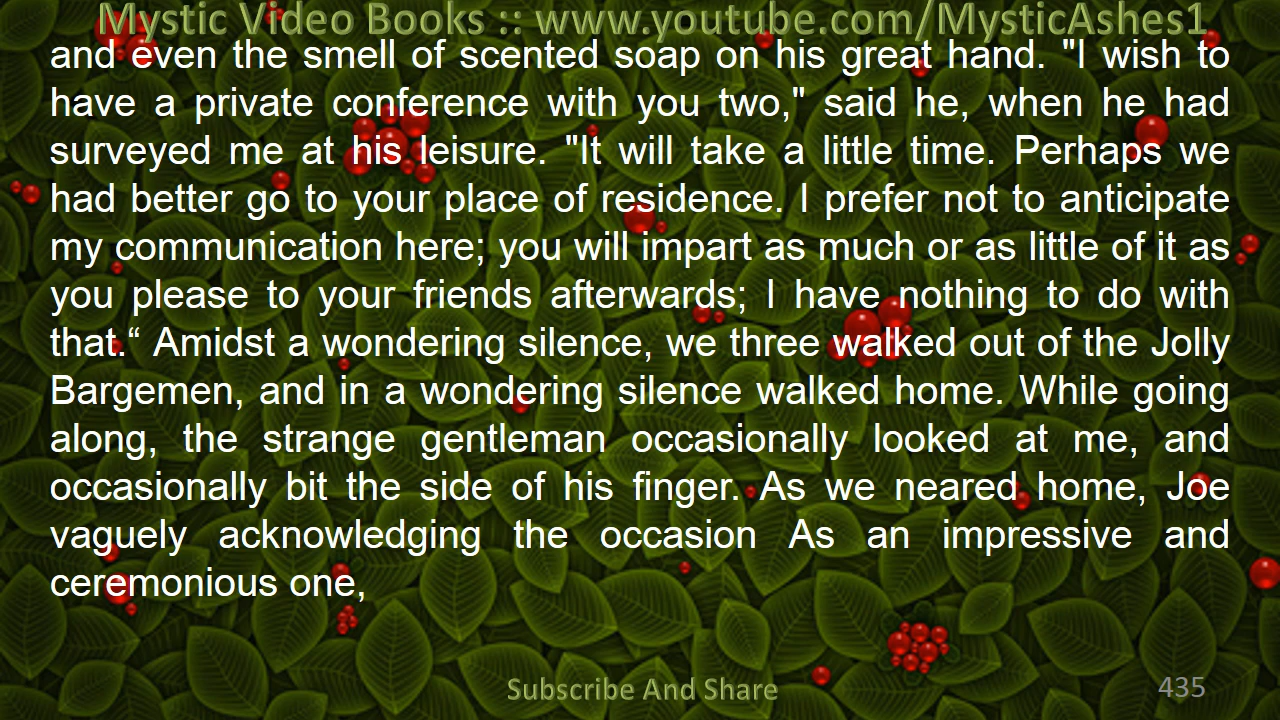 Mystic Video Books :: www.youtube.com/MysticAshes1
and even the smell of scented soap on his great hand. "I wish to
have a private conference with you two," said he, when he had
surveyed me at his leisure. "It will take a little time. Perhaps we
had better go to your place of residence. I prefer not to anticipate
my communication here; you will impart as much or as little of it as
you please to your friends afterwards; I have nothing to do with
that.“ Amidst a wondering silence, we three walked out of the Jolly
Bargemen, and in a wondering silence walked home. While going
along, the strange gentleman occasionally looked at me, and
occasionally bit the side of his finger. As we neared home, Joe
vaguely acknowledging the occasion As an impressive and
ceremonious one,
Subscribe And Share
435